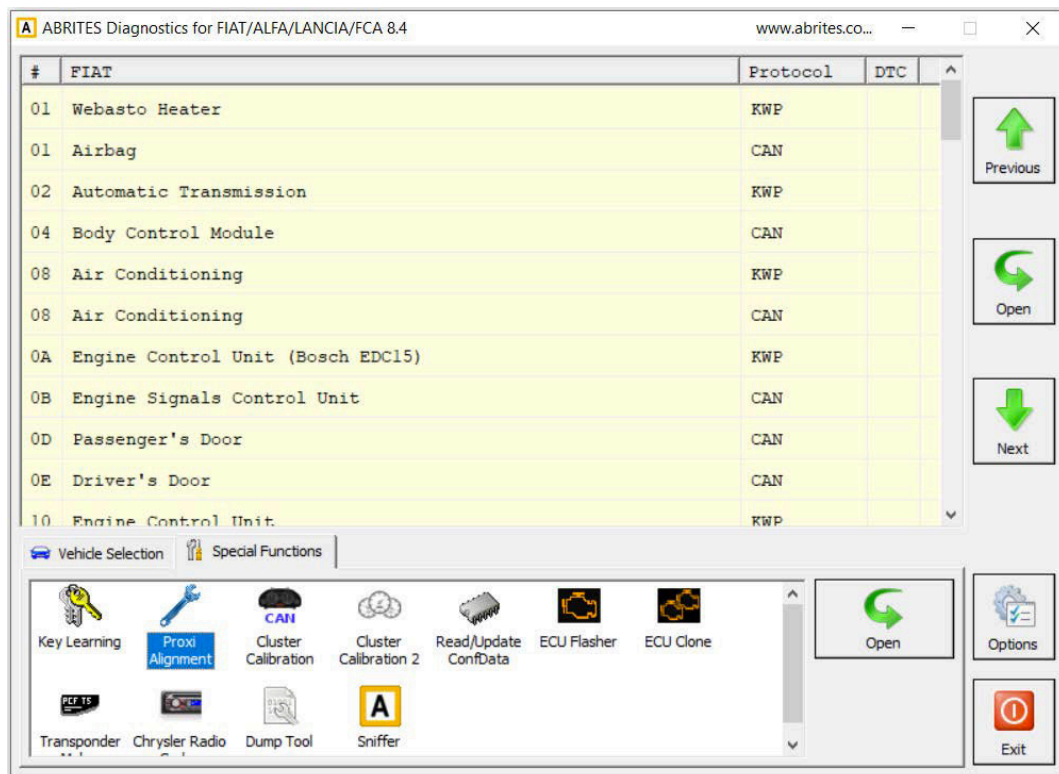 A ABRITES Diagnostics for FIAT/ALFA/LANCIA/FCA 8.4 www.abrites.co...
# FIAT Protocol DTC
01 Webasto Heater KWP
01 Airbag CAN
02 Automatic Transmission KWP
04 Body Control Module CAN
08 Air Conditioning KWP
08 Air Conditioning CAN
0A Engine Control Unit (Bosch EDC15) KWP
0B Engine Signals Control Unit CAN
0D Passenger's Door CAN
0E Driver's Door CAN
10 Engine Control Unit KWP
Previous
Open
Next
Vehicle Selection Special Functions
Key Learning
Proxi
Alignment
CAN
Cluster
Calibration
Cluster
Calibration 2
Read/Update
ConfData
ECU Flasher
ECU Clone
PCF TS
Transponder
Chrysler Radio
Dump Tool
A
Sniffer
Open
Options
Exit